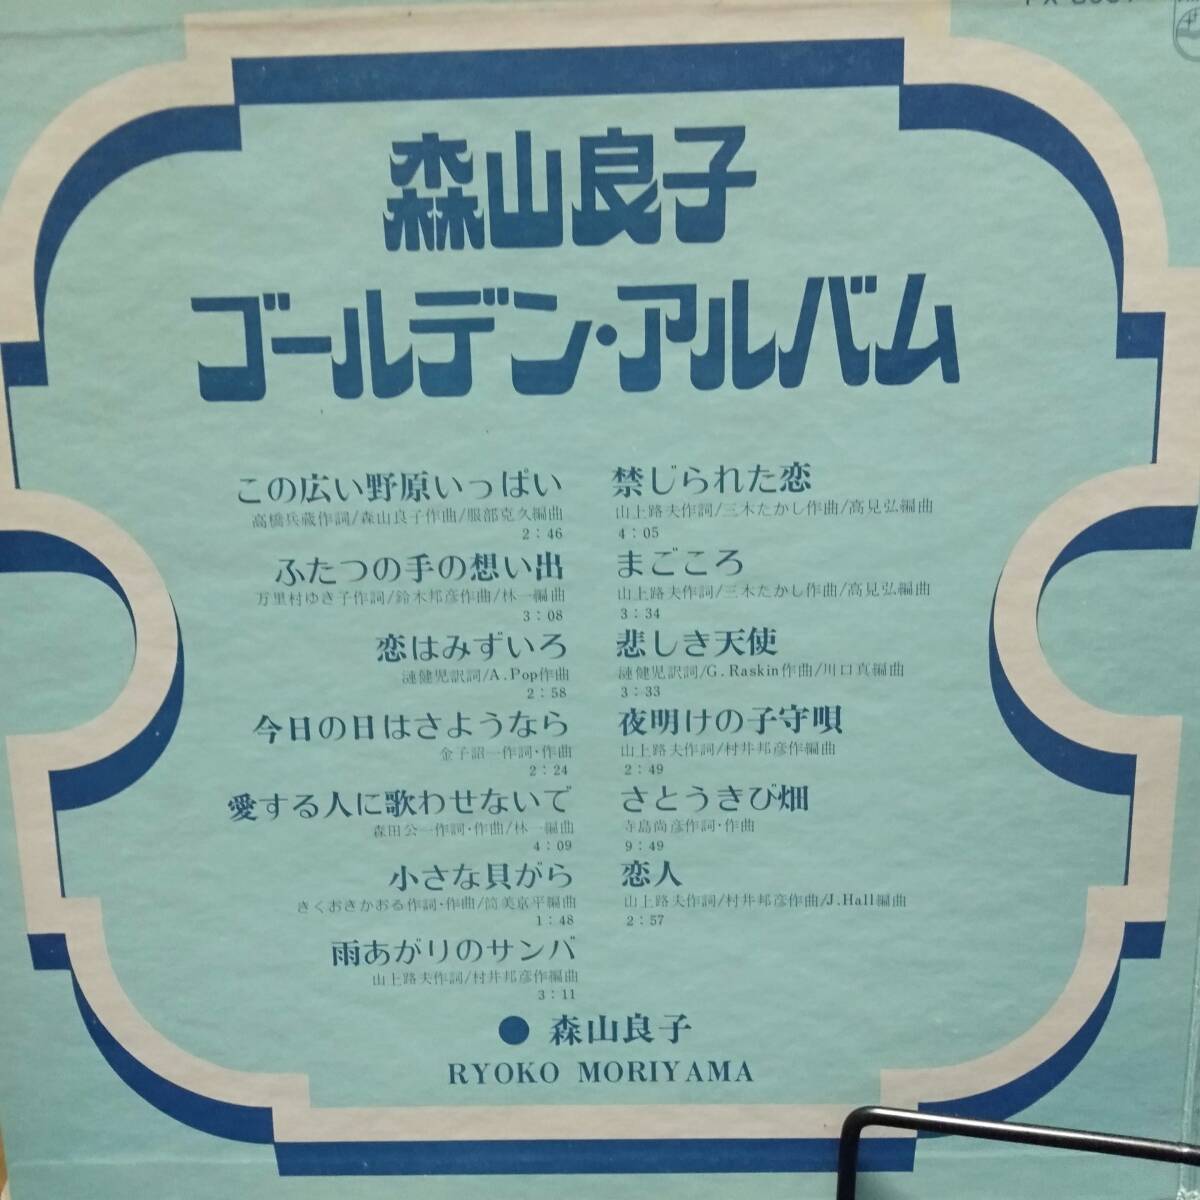 森山良子
ゴールデン・アルバム
この広い野原いっぱい
高橋兵蔵作詞/森山良子作曲/服部克久編曲
2:46
ふたつの手の想い出
万里村ゆき子作詞/鈴木邦彦作曲/林一編曲
3:08
恋はみずいろ
漣健児訳詞/A.Pop作曲
2:58
今日の日はさようなら
金子詔一作詞・作曲
2:24
愛する人に歌わせないで
森田公一作詞・作曲/林一編曲
4:09
小さな貝がら
きくおきかおる作詞・作曲/筒美京平編曲
1:48
雨あがりのサンバ
山上路夫作詞/村井邦彦作編曲
3:11
禁じられた恋
山上路夫作詞/三木たかし作曲/高見弘編曲
4:05
まごころ
山上路夫作詞/三木たかし作曲/高見弘編曲
3:34
悲しき天使
漣健児訳詞/G.Raskin作曲/川口真編曲
3:33
夜明けの子守唄
山上路夫作詞/村井邦彦作編曲
2:49
さとうきび畑
寺島尚彦作詞・作曲
9:49
恋人
山上路夫作詞/村井邦彦作曲/J.Hall編曲
2:57
● 森山良子
RYOKO MORIYAMA